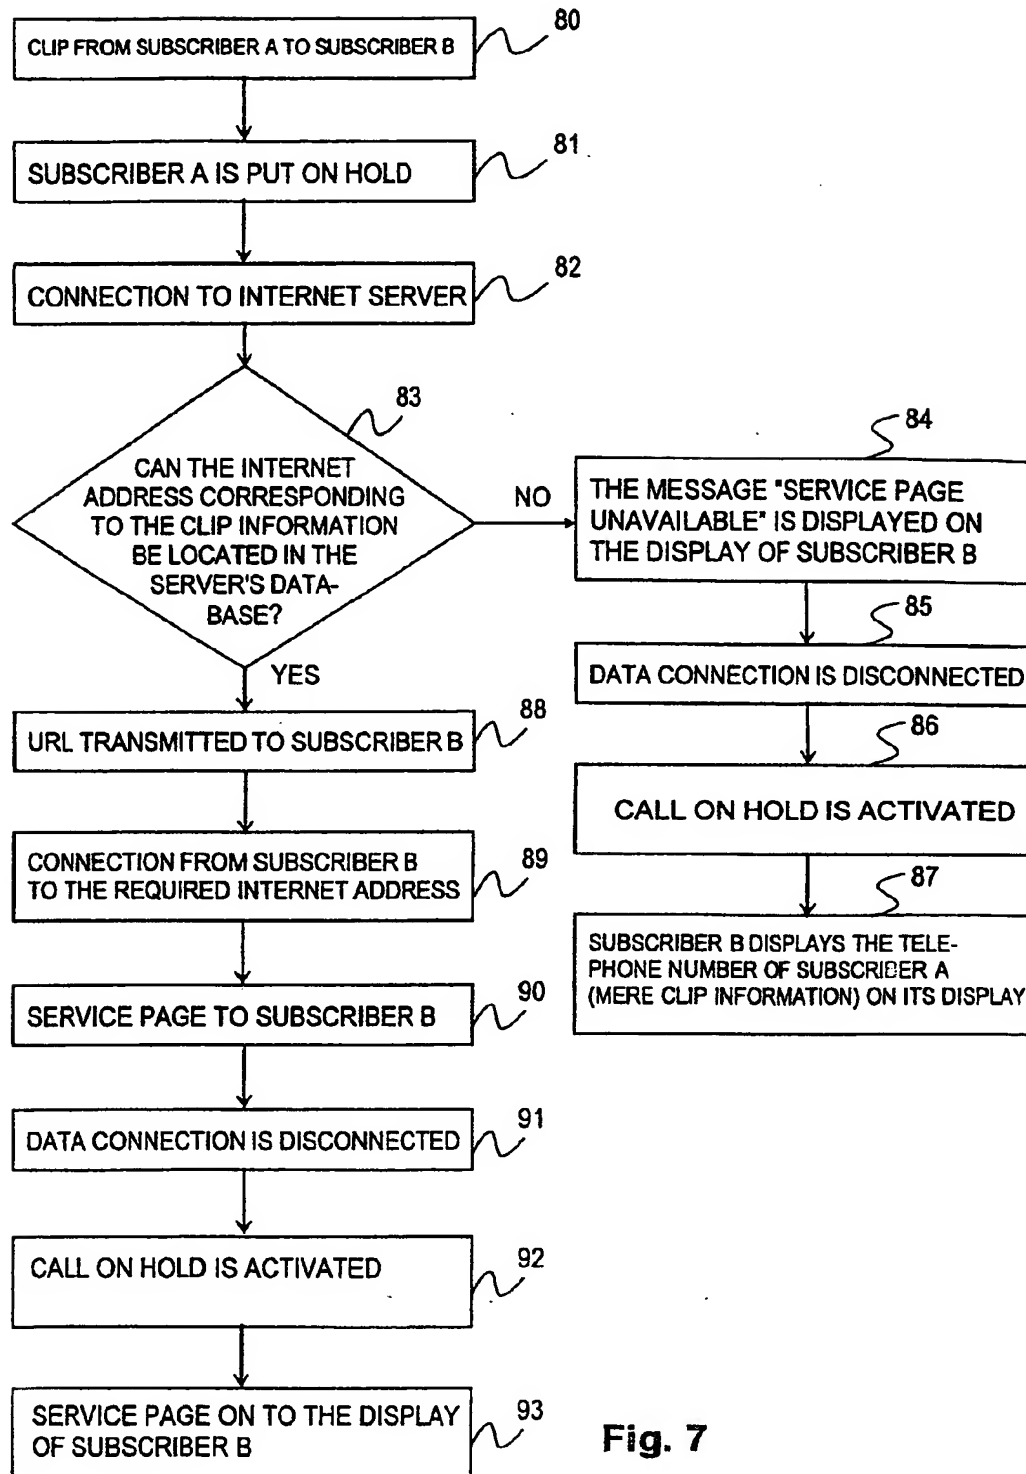 80
CLIP FROM SUBSCRIBER A TO SUBSCRIBER B
81
SUBSCRIBER A IS PUT ON HOLD
82
CONNECTION TO INTERNET SERVER
83
CAN THE INTERNET
ADDRESS CORRESPONDING
TO THE CLIP INFORMATION
BE LOCATED IN THE
SERVER'S DATA-
BASE?
NO
YES
84
THE MESSAGE "SERVICE PAGE
UNAVAILABLE" IS DISPLAYED ON
THE DISPLAY OF SUBSCRIBER B
85
DATA CONNECTION IS DISCONNECTED
86
CALL ON HOLD IS ACTIVATED
87
SUBSCRIBER B DISPLAYS THE TELE-
PHONE NUMBER OF SUBSCRIBER A
(MERE CLIP INFORMATION) ON ITS DISPLAY
88
URL TRANSMITTED TO SUBSCRIBER B
89
CONNECTION FROM SUBSCRIBER B
TO THE REQUIRED INTERNET ADDRESS
90
SERVICE PAGE TO SUBSCRIBER B
91
DATA CONNECTION IS DISCONNECTED
92
CALL ON HOLD IS ACTIVATED
93
SERVICE PAGE ON TO THE DISPLAY
OF SUBSCRIBER B
Fig. 7